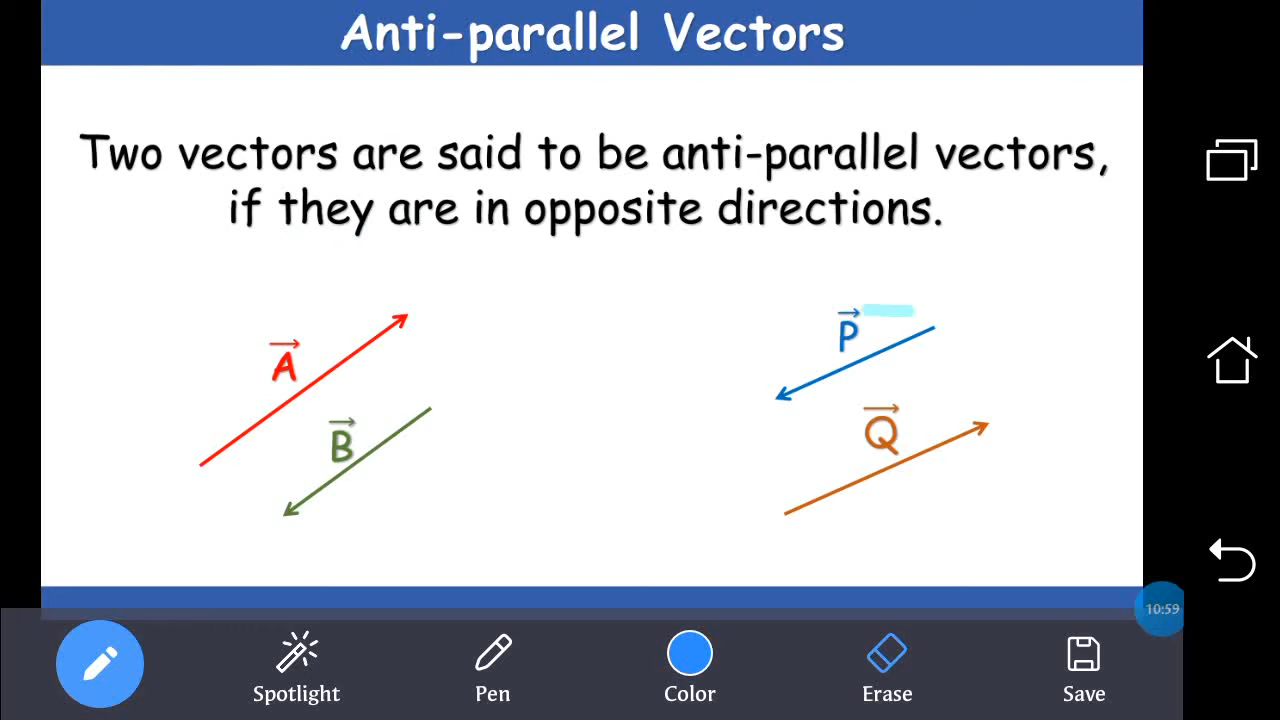 Anti-parallel Vectors
Two vectors are said to be anti-parallel vectors,
if they are in opposite directions.
A
B
P
Q
10:59
Spotlight
Pen
Color
Erase
Save